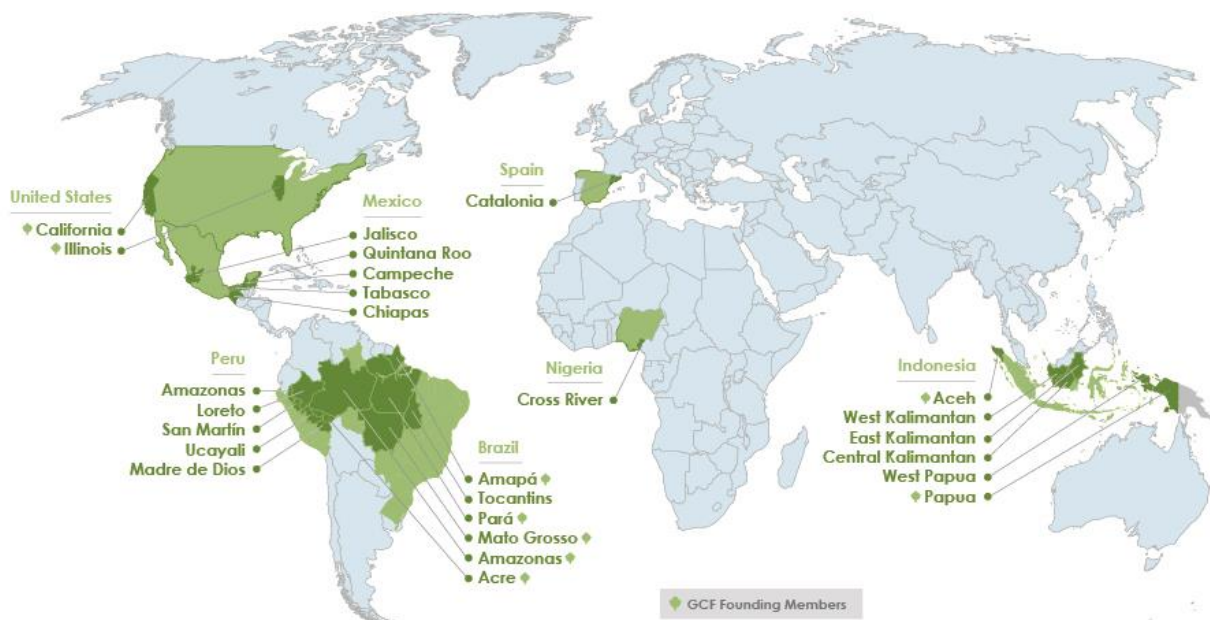 United States
California
Illinois
Mexico
Jalisco
Quintana Roo
Campeche
Tabasco
Chiapas
Peru
Amazonas
Loreto
San Martín
Ucayali
Madre de Dios
Brazil
Amapá
Tocantins
Pará
Mato Grosso
Amazonas
Acre
Spain
Catalonia
Nigeria
Cross River
Indonesia
Aceh
West Kalimantan
East Kalimantan
Central Kalimantan
West Papua
Papua
GCF Founding Members